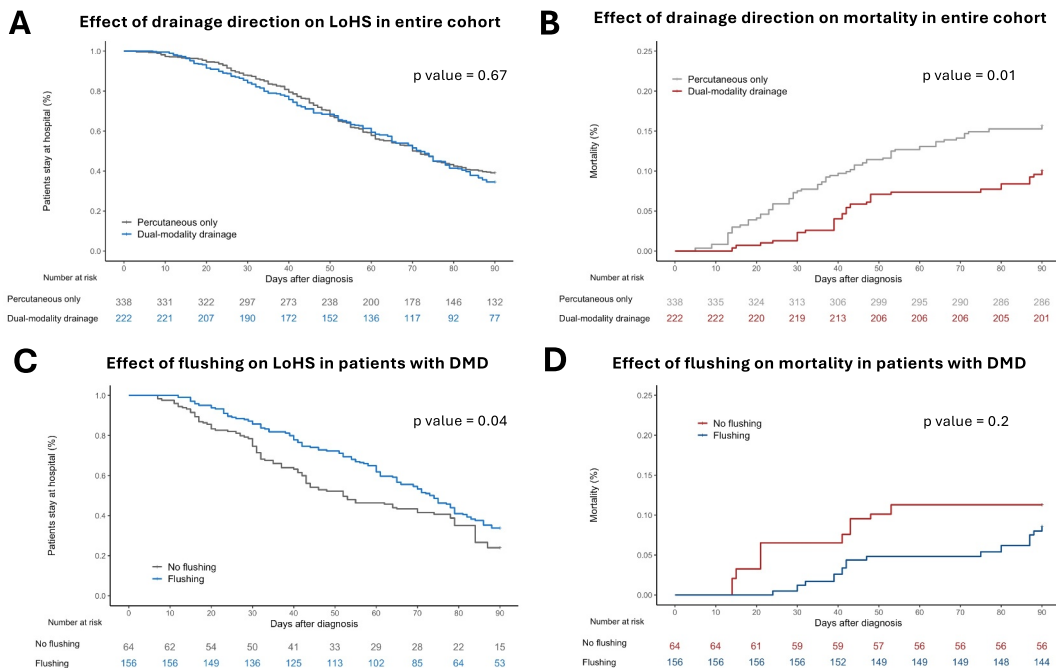 A
Effect of drainage direction on LoHS in entire cohort
p value = 0.67
Patients stay at hospital (%)
1.0
0.8
0.6
0.4
0.2
0.0
Percutaneous only
Dual-modality drainage
0 10 20 30 40 50 60 70 80 90
Days after diagnosis
Number at risk
Percutaneous only 338 331 322 297 273 238 200 178 146 132
Dual-modality drainage 222 221 207 190 172 152 136 117 92 77
B
Effect of drainage direction on mortality in entire cohort
p value = 0.01
Mortality (%)
0.25
0.20
0.15
0.10
0.05
0.00
Percutaneous only
Dual-modality drainage
0 10 20 30 40 50 60 70 80 90
Days after diagnosis
Number at risk
Percutaneous only 338 335 324 313 306 299 295 290 286 286
Dual-modality drainage 222 222 220 219 213 206 206 206 205 201
C
Effect of flushing on LoHS in patients with DMD
p value = 0.04
Patients stay at hospital (%)
1.0
0.8
0.6
0.4
0.2
0.0
No flushing
Flushing
0 10 20 30 40 50 60 70 80 90
Days after diagnosis
Number at risk
No flushing 64 62 54 50 41 33 29 28 22 15
Flushing 156 156 149 136 125 113 102 85 64 53
D
Effect of flushing on mortality in patients with DMD
p value = 0.2
Mortality (%)
0.25
0.20
0.15
0.10
0.05
0.00
No flushing
Flushing
0 10 20 30 40 50 60 70 80 90
Days after diagnosis
Number at risk
No flushing 64 64 61 59 59 57 56 56 56 56
Flushing 156 156 156 156 152 149 149 149 148 144